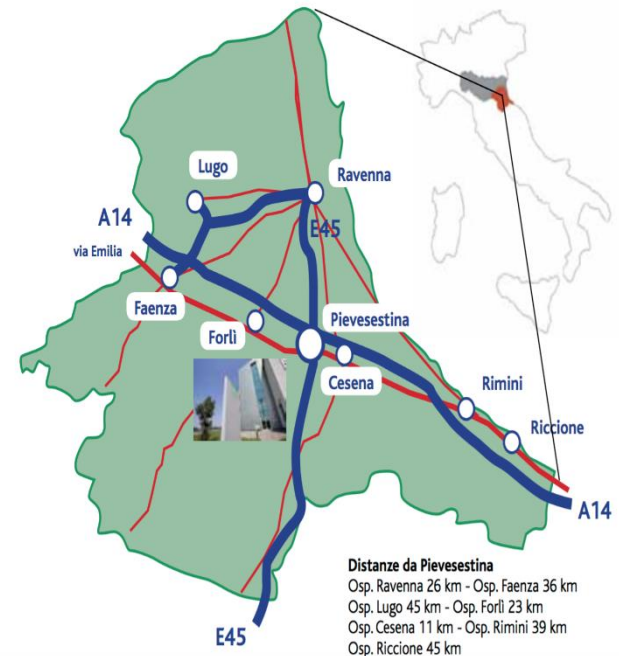 Lugo
Ravenna
A14
E45
via Emilia
Faenza
Forlì
Pievesestina
Cesena
Rimini
Riccione
A14
E45
Distanze da Pievesestina
Osp. Ravenna 26 km - Osp. Faenza 36 km
Osp. Lugo 45 km - Osp. Forlì 23 km
Osp. Cesena 11 km - Osp. Rimini 39 km
Osp. Riccione 45 km